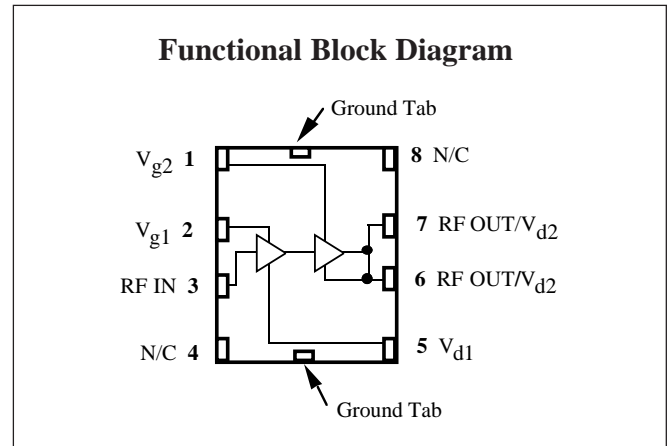 Functional Block Diagram
Ground Tab
Vg2 1
8 N/C
Vg1 2
7 RF OUT/Vd2
RF IN 3
6 RF OUT/Vd2
N/C 4
5 Vd1
Ground Tab